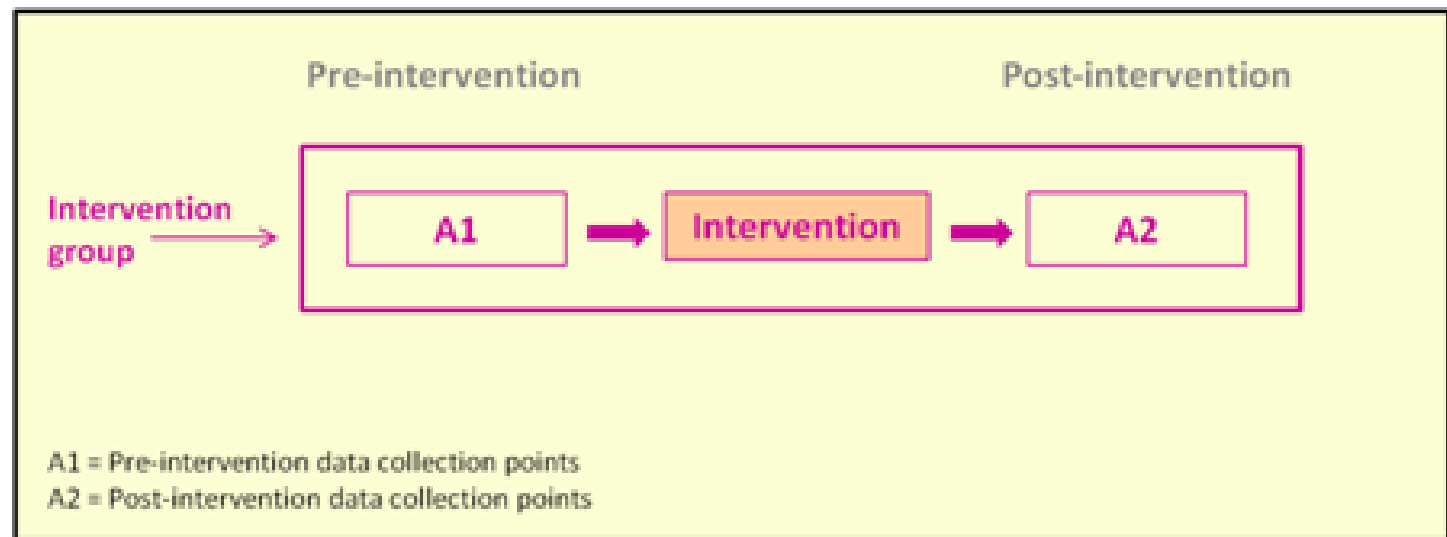 Pre-intervention
Post-intervention
Intervention
group
A1
Intervention
A2
A1 = Pre-intervention data collection points
A2 = Post-intervention data collection points